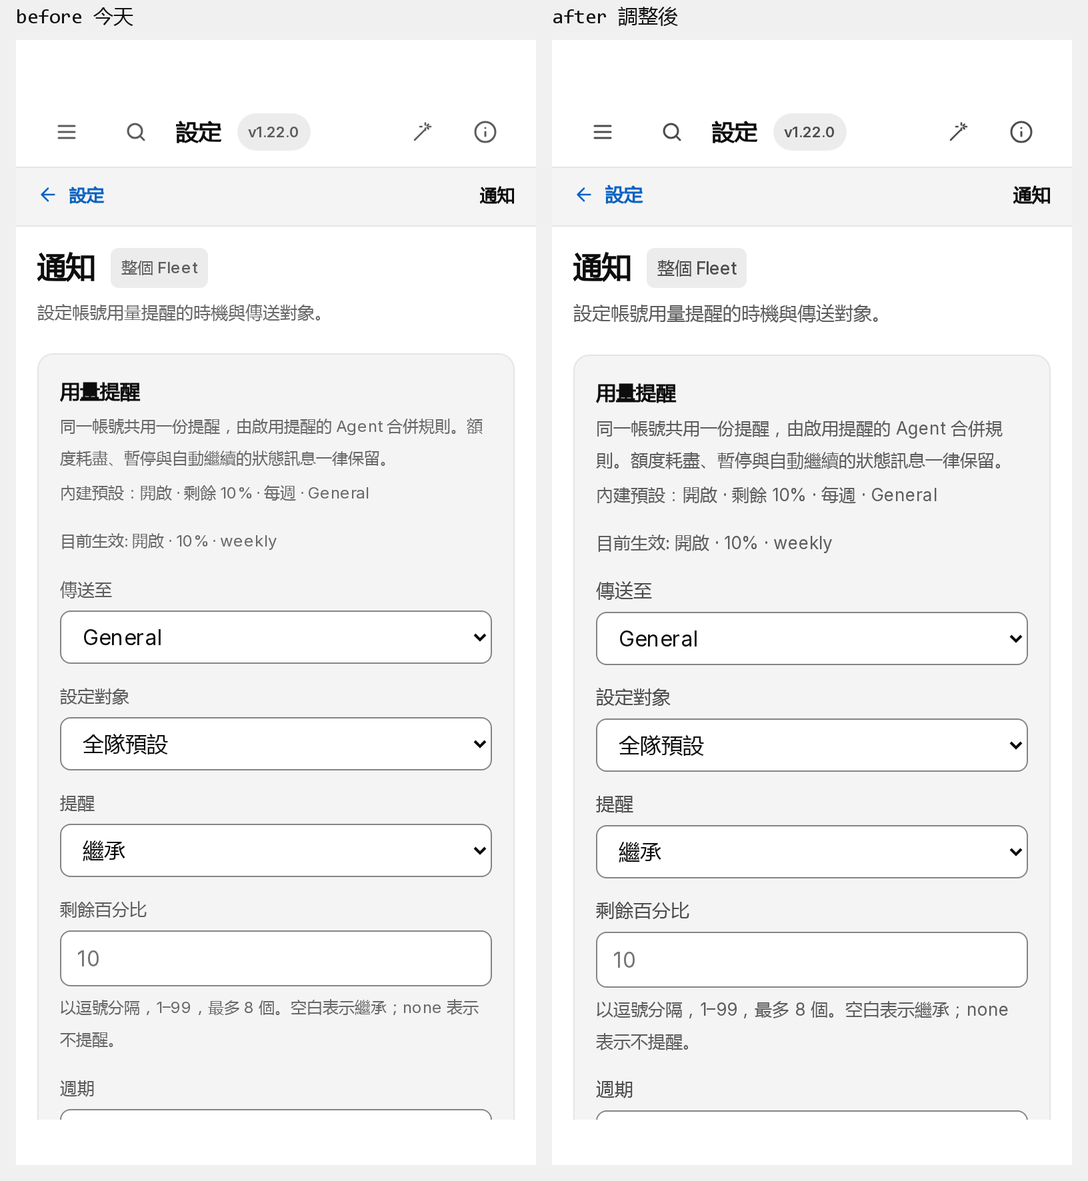 before 今天
設定 v1.22.0
設定 通知
通知 整個 Fleet
設定帳號用量提醒的時機與傳送對象。
用量提醒
同一帳號共用一份提醒，由啟用提醒的 Agent 合併規則。額
度耗盡、暫停與自動繼續的狀態訊息一律保留。
內建預設：開啟 · 剩餘 10% · 每週 · General
目前生效: 開啟 · 10% · weekly
傳送至
General
設定對象
全隊預設
提醒
繼承
剩餘百分比
10
以逗號分隔，1–99，最多 8 個。空白表示繼承；none 表示
不提醒。
週期
after 調整後
設定 v1.22.0
設定 通知
通知 整個 Fleet
設定帳號用量提醒的時機與傳送對象。
用量提醒
同一帳號共用一份提醒，由啟用提醒的 Agent 合併規
則。額度耗盡、暫停與自動繼續的狀態訊息一律保留。
內建預設：開啟 · 剩餘 10% · 每週 · General
目前生效: 開啟 · 10% · weekly
傳送至
General
設定對象
全隊預設
提醒
繼承
剩餘百分比
10
以逗號分隔，1–99，最多 8 個。空白表示繼承；none
表示不提醒。
週期